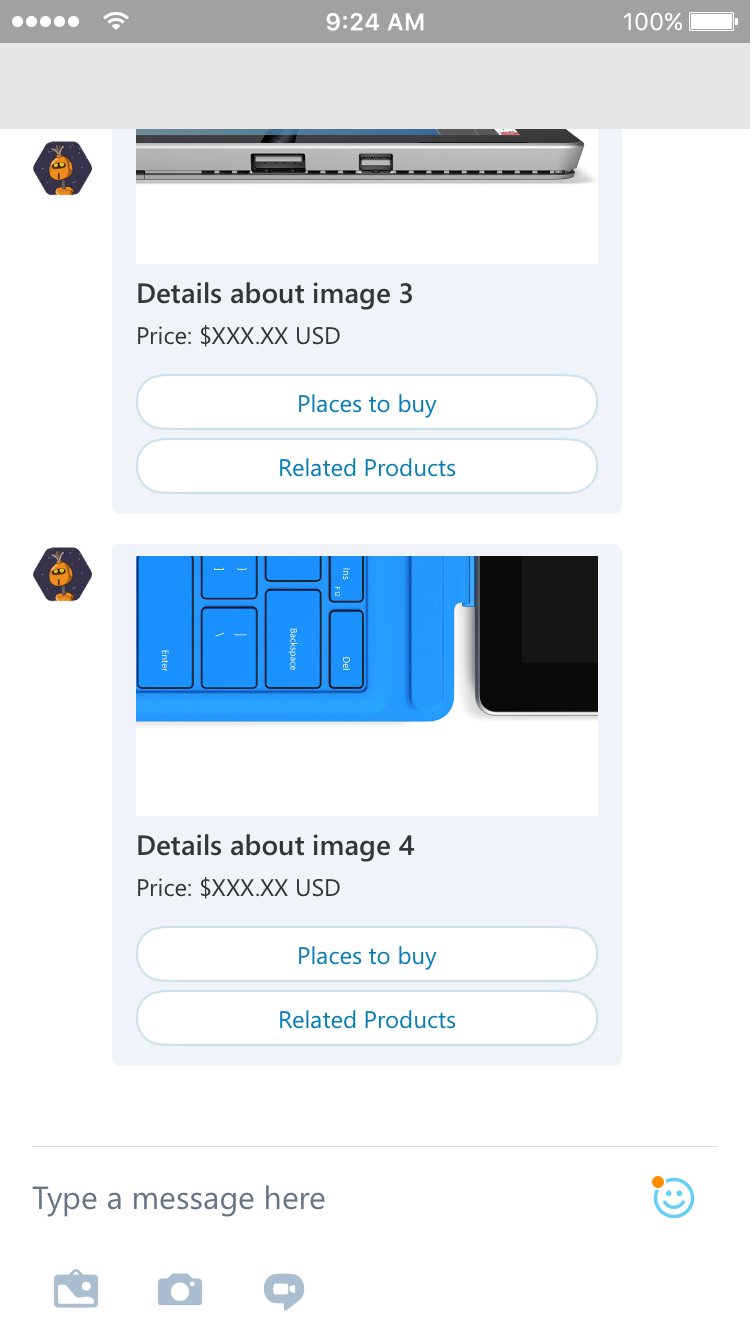 9:24 AM
100%
Details about image 3
Price: $XXX.XX USD
Places to buy
Related Products
] }
Ins
F12
\ |
Enter
Backspace
Del
Details about image 4
Price: $XXX.XX USD
Places to buy
Related Products
Type a message here